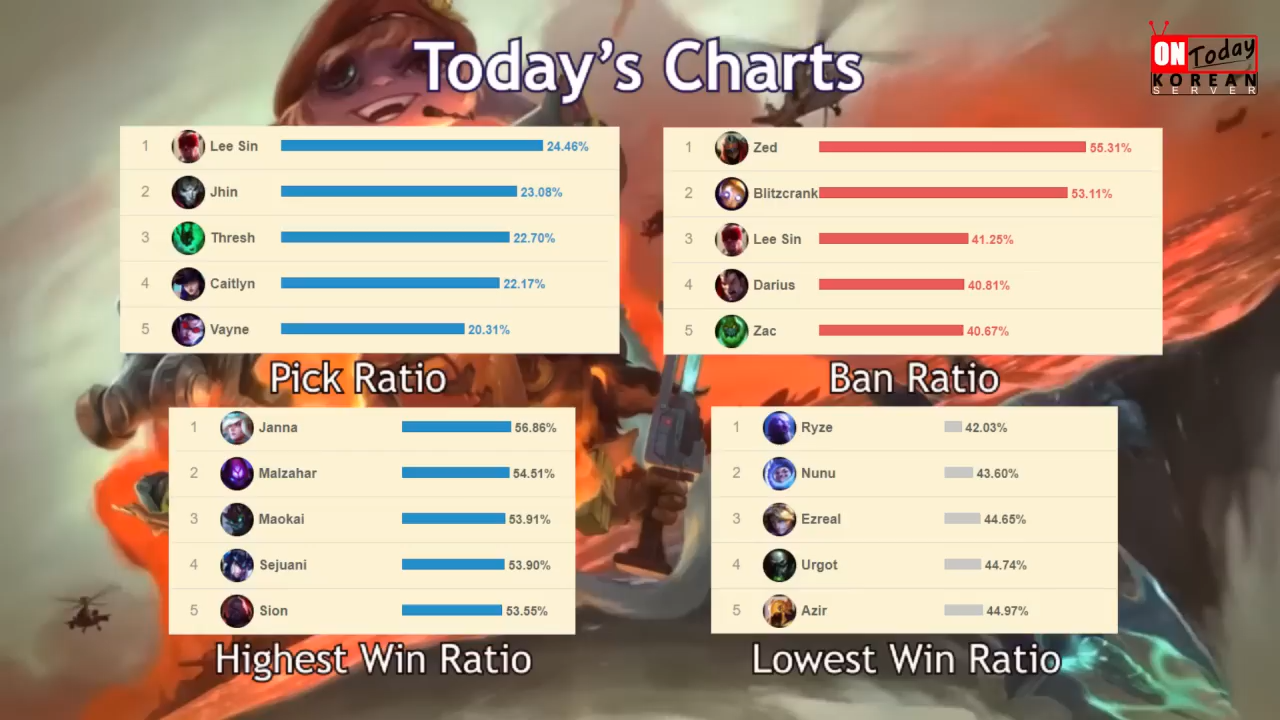 Today's Charts
ON Today
KOREAN
SERVER
1 Lee Sin 24.46%
2 Jhin 23.08%
3 Thresh 22.70%
4 Caitlyn 22.17%
5 Vayne 20.31%
Pick Ratio
1 Zed 55.31%
2 Blitzcrank 53.11%
3 Lee Sin 41.25%
4 Darius 40.81%
5 Zac 40.67%
Ban Ratio
1 Janna 56.86%
2 Malzahar 54.51%
3 Maokai 53.91%
4 Sejuani 53.90%
5 Sion 53.55%
Highest Win Ratio
1 Ryze 42.03%
2 Nunu 43.60%
3 Ezreal 44.65%
4 Urgot 44.74%
5 Azir 44.97%
Lowest Win Ratio